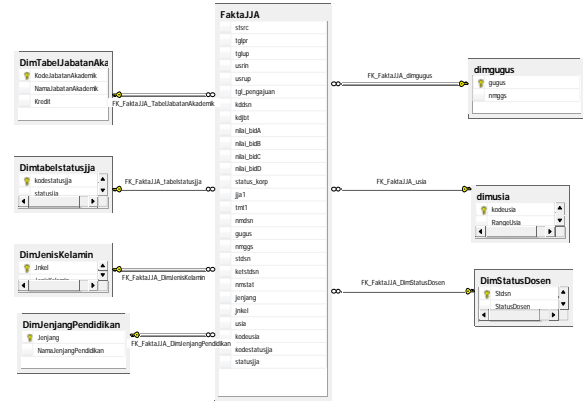 FaktaJJA
stsrc
tglpr
tglup
usrin
usrup
tgl_pengajuan
kddsn
kdjbt
nilai_bidA
nilai_bidB
nilai_bidC
nilai_bidD
status_korp
jja1
tmt1
nmdsn
gugus
nmggs
stdsn
ketstdsn
nmstat
jenjang
jnkel
usia
kodeusia
kodestatusjja
statusjja
DimTabelJabatanAka
KodeJabatanAkademik
NamaJabatanAkademik
Kredit
FK_FaktaJJA_TabelJabatanAkademik
Dimtabelstatusjja
kodestatusjja
statusjja
FK_FaktaJJA_tabelstatusjja
DimJenisKelamin
Jnkel
JenisKelamin
FK_FaktaJJA_DimJenisKelamin
DimJenjangPendidikan
Jenjang
NamaJenjangPendidikan
FK_FaktaJJA_DimJenjangPendidikan
dimgugus
gugus
nmggs
FK_FaktaJJA_dimgugus
dimusia
kodeusia
RangeUsia
FK_FaktaJJA_usia
DimStatusDosen
Stdsn
StatusDosen
FK_FaktaJJA_DimStatusDosen